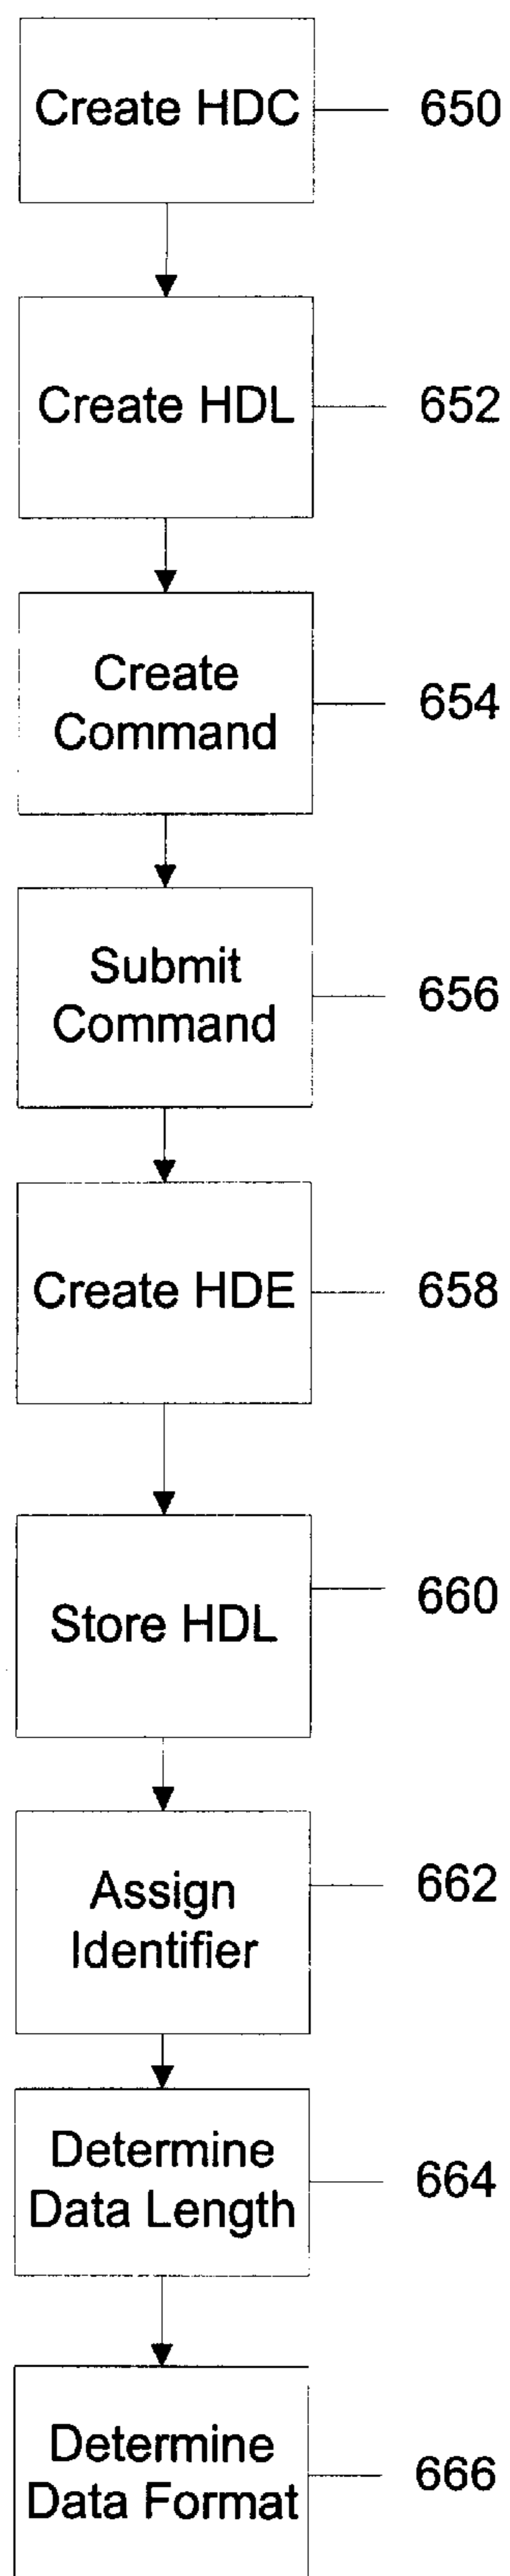 Create HDC 650
Create HDL 652
Create
Command
654
Submit
Command
656
Create HDE 658
Store HDL 660
Assign
Identifier
662
Determine
Data Length
664
Determine
Data Format
666